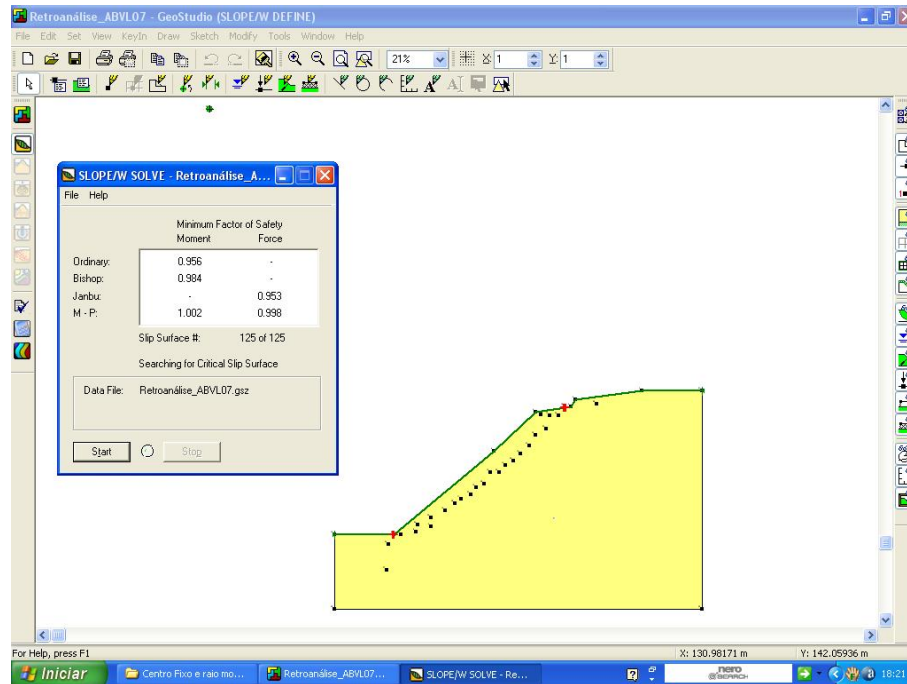 Retroanálise_ABVL07 - GeoStudio (SLOPE/W DEFINE)
File Edit Set View KeyIn Draw Sketch Modify Tools Window Help
21% 1 1
SLOPE/W SOLVE - Retroanálise_A...
File Help
Minimum Factor of Safety
Moment Force
Ordinary: 0.956 -
Bishop: 0.984 -
Janbu: - 0.953
M - P: 1.002 0.998
Slip Surface #: 125 of 125
Searching for Critical Slip Surface
Data File: Retroanálise_ABVL07.gsz
Start Stop
For Help, press F1 X: 130.98171 m Y: 142.05936 m
Iniciar Centro Fixo e raio mo... Retroanálise_ABVL07... SLOPE/W SOLVE - Re... nero SEARCH 18:21